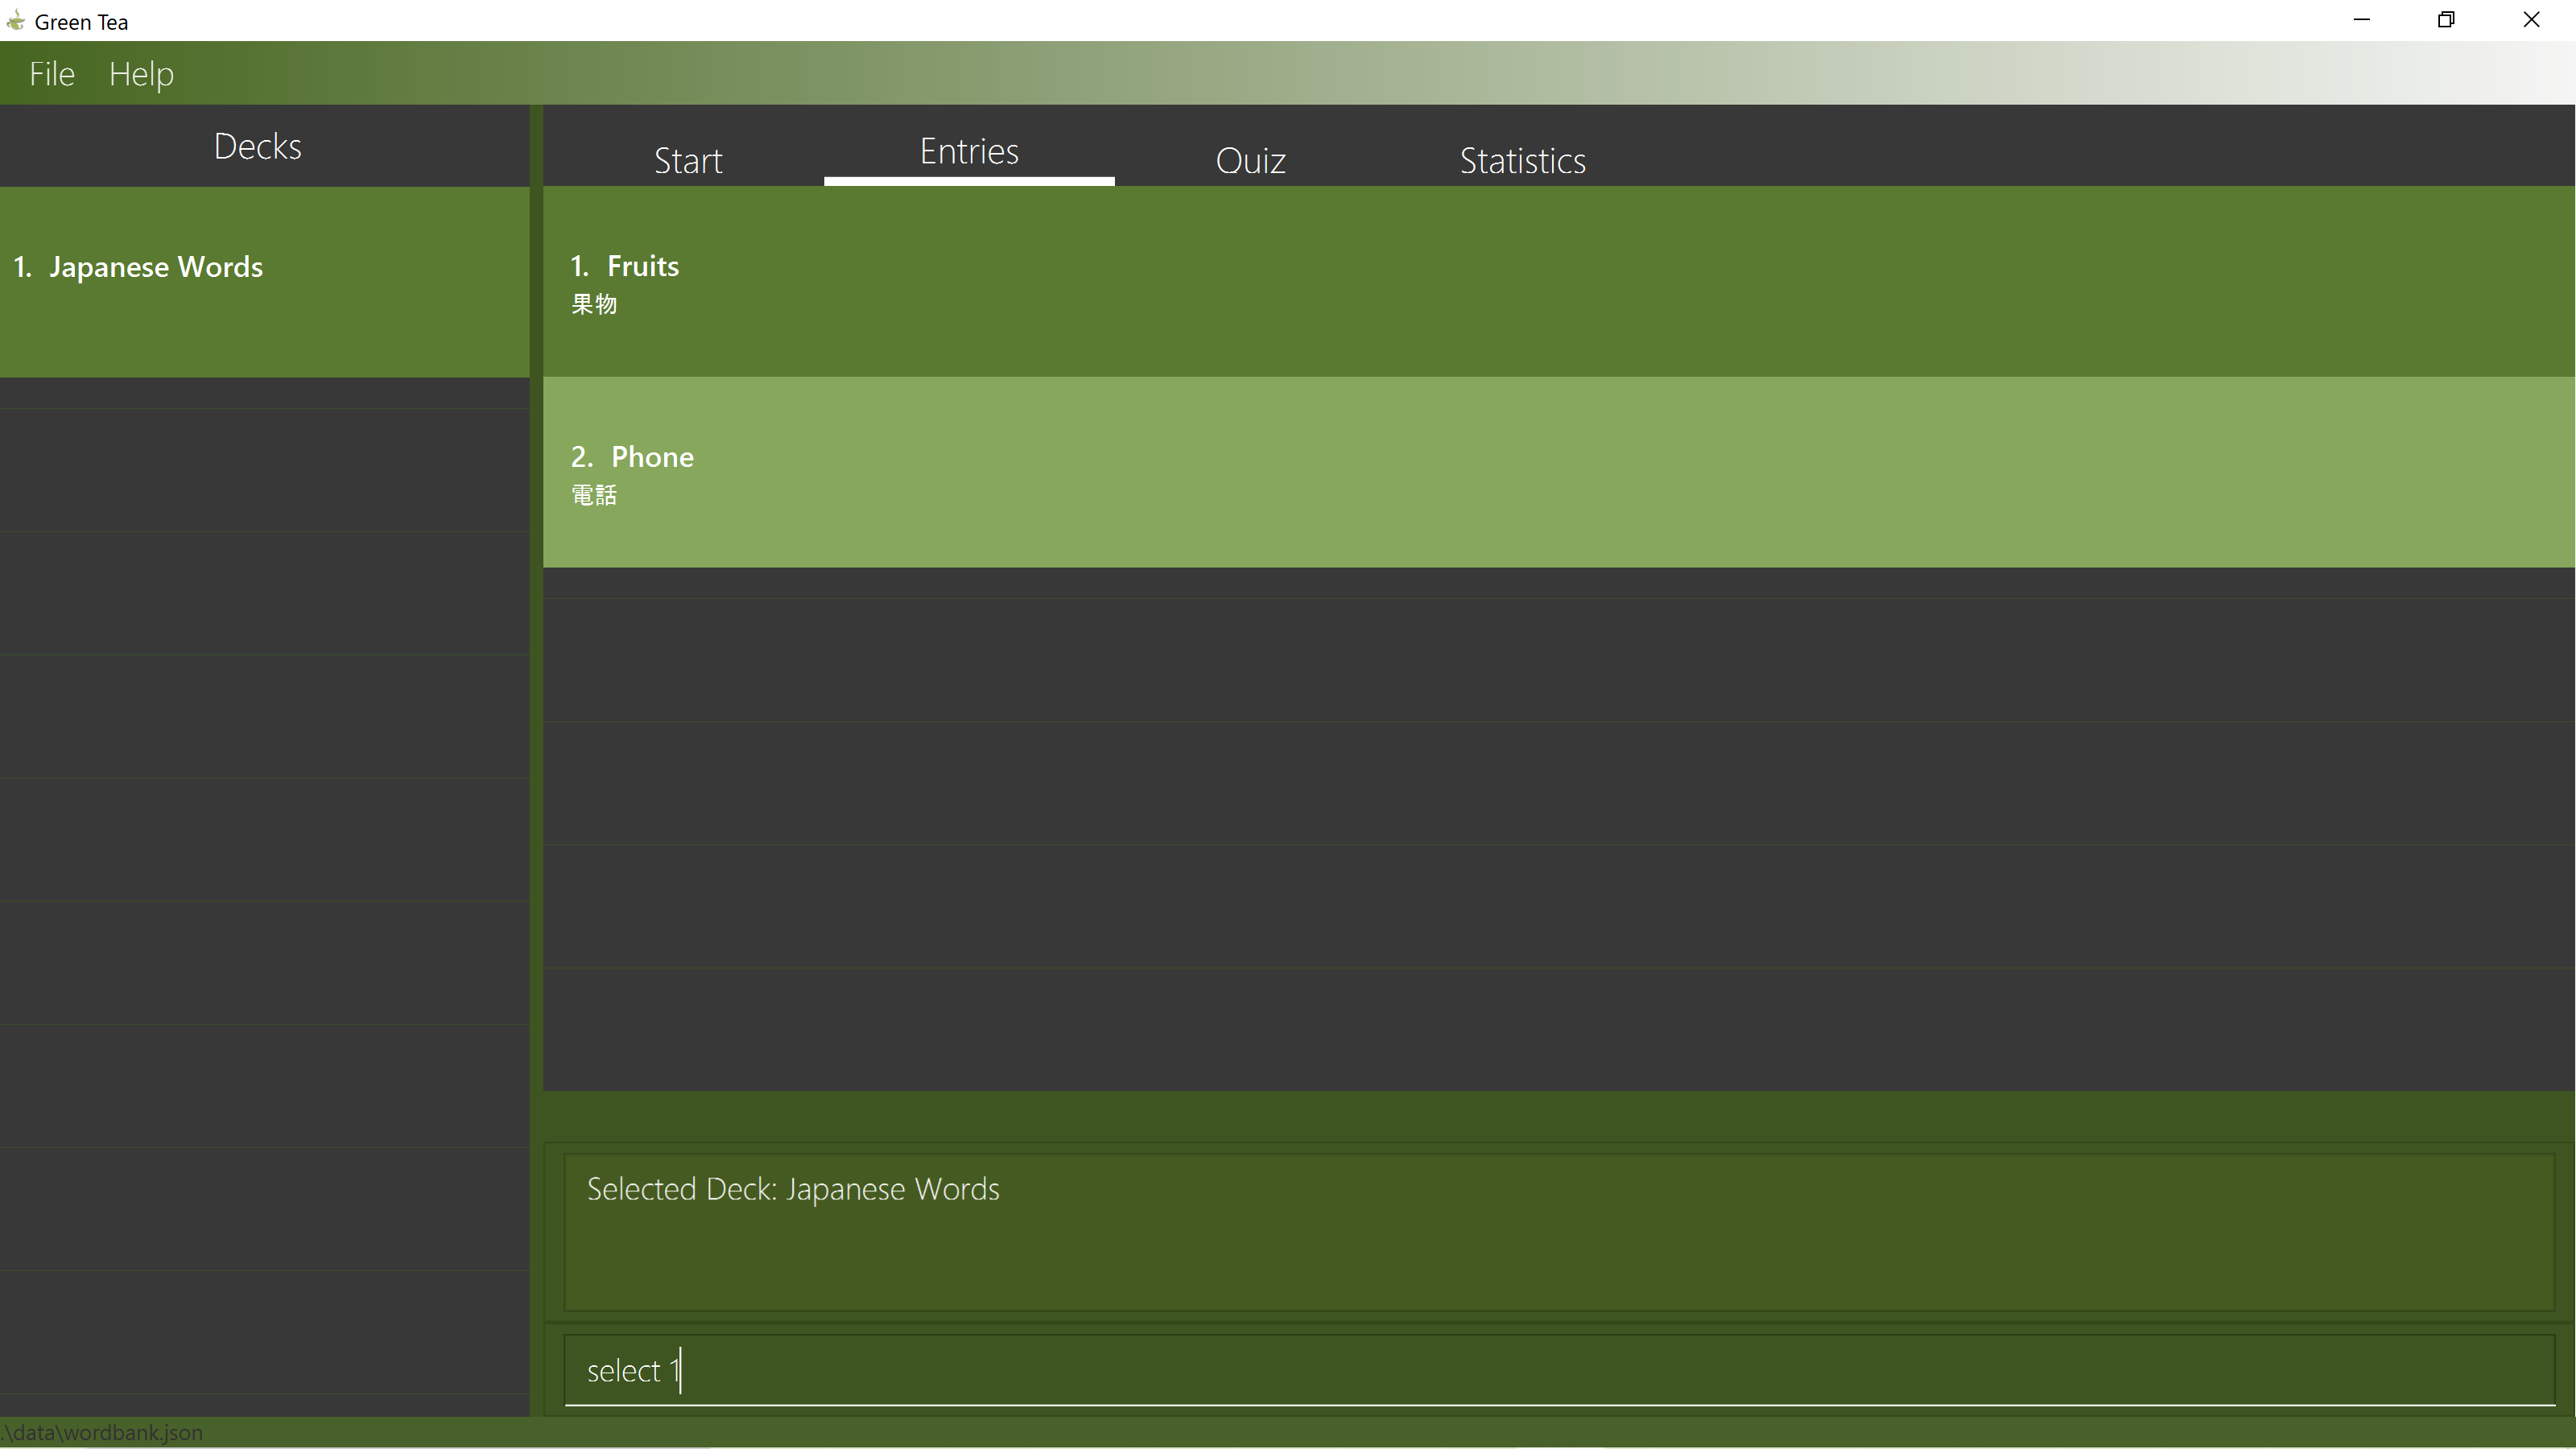 Green Tea
File Help
Decks
Start Entries Quiz Statistics
1. Japanese Words
1. Fruits
果物
2. Phone
電話
Selected Deck: Japanese Words
select 1
.\data\wordbank.json